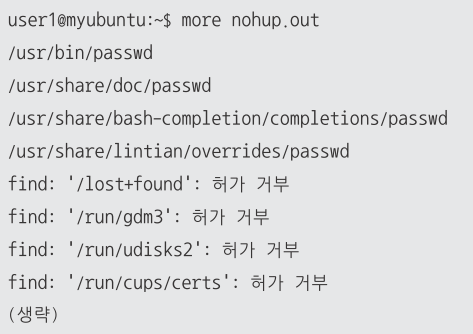 user1@myubuntu:~$ more nohup.out
/usr/bin/passwd
/usr/share/doc/passwd
/usr/share/bash-completion/completions/passwd
/usr/share/lintian/overrides/passwd
find: '/lost+found': 허가 거부
find: '/run/gdm3': 허가 거부
find: '/run/udisks2': 허가 거부
find: '/run/cups/certs': 허가 거부
(생략)